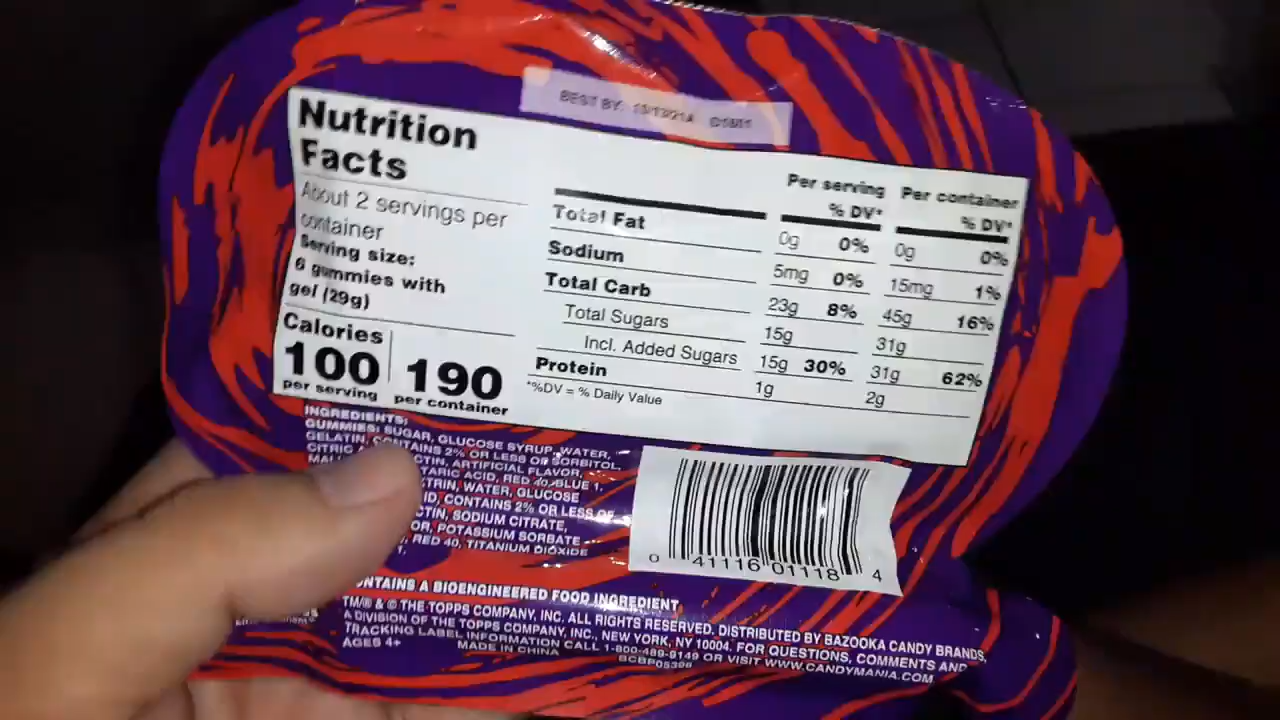 BEST BY:
Nutrition
Facts
About 2 servings per
container
Serving size:
6 gummies with
gel (29g)
Calories
100 190
per serving per container
Per serving Per container
% DV* % DV*
Total Fat 0g 0% 0g 0%
Sodium 5mg 0% 15mg 1%
Total Carb 23g 8% 45g 16%
Total Sugars 15g 31g
Incl. Added Sugars 15g 30% 31g 62%
Protein 1g 2g
*%DV = % Daily Value
INGREDIENTS:
GUMMIES: SUGAR, GLUCOSE SYRUP, WATER,
GELATIN, CONTAINS 2% OR LESS OF SORBITOL,
CITRIC ARTIFICIAL FLAVOR,
ACID, RED 40, BLUE 1.
WATER, GLUCOSE
CONTAINS 2% OR LESS OF
SODIUM CITRATE,
POTASSIUM SORBATE
RED 40, TITANIUM DIOXIDE
1.
0 41116 01118 4
CONTAINS A BIOENGINEERED FOOD INGREDIENT
TM/® & © THE TOPPS COMPANY, INC. ALL RIGHTS RESERVED. DISTRIBUTED BY BAZOOKA CANDY BRANDS,
A DIVISION OF THE TOPPS COMPANY, INC., NEW YORK, NY 10004. FOR QUESTIONS, COMMENTS AND
TRACKING LABEL INFORMATION CALL 1-800-489-9149 OR VISIT WWW.CANDYMANIA.COM
AGES 4+ MADE IN CHINA